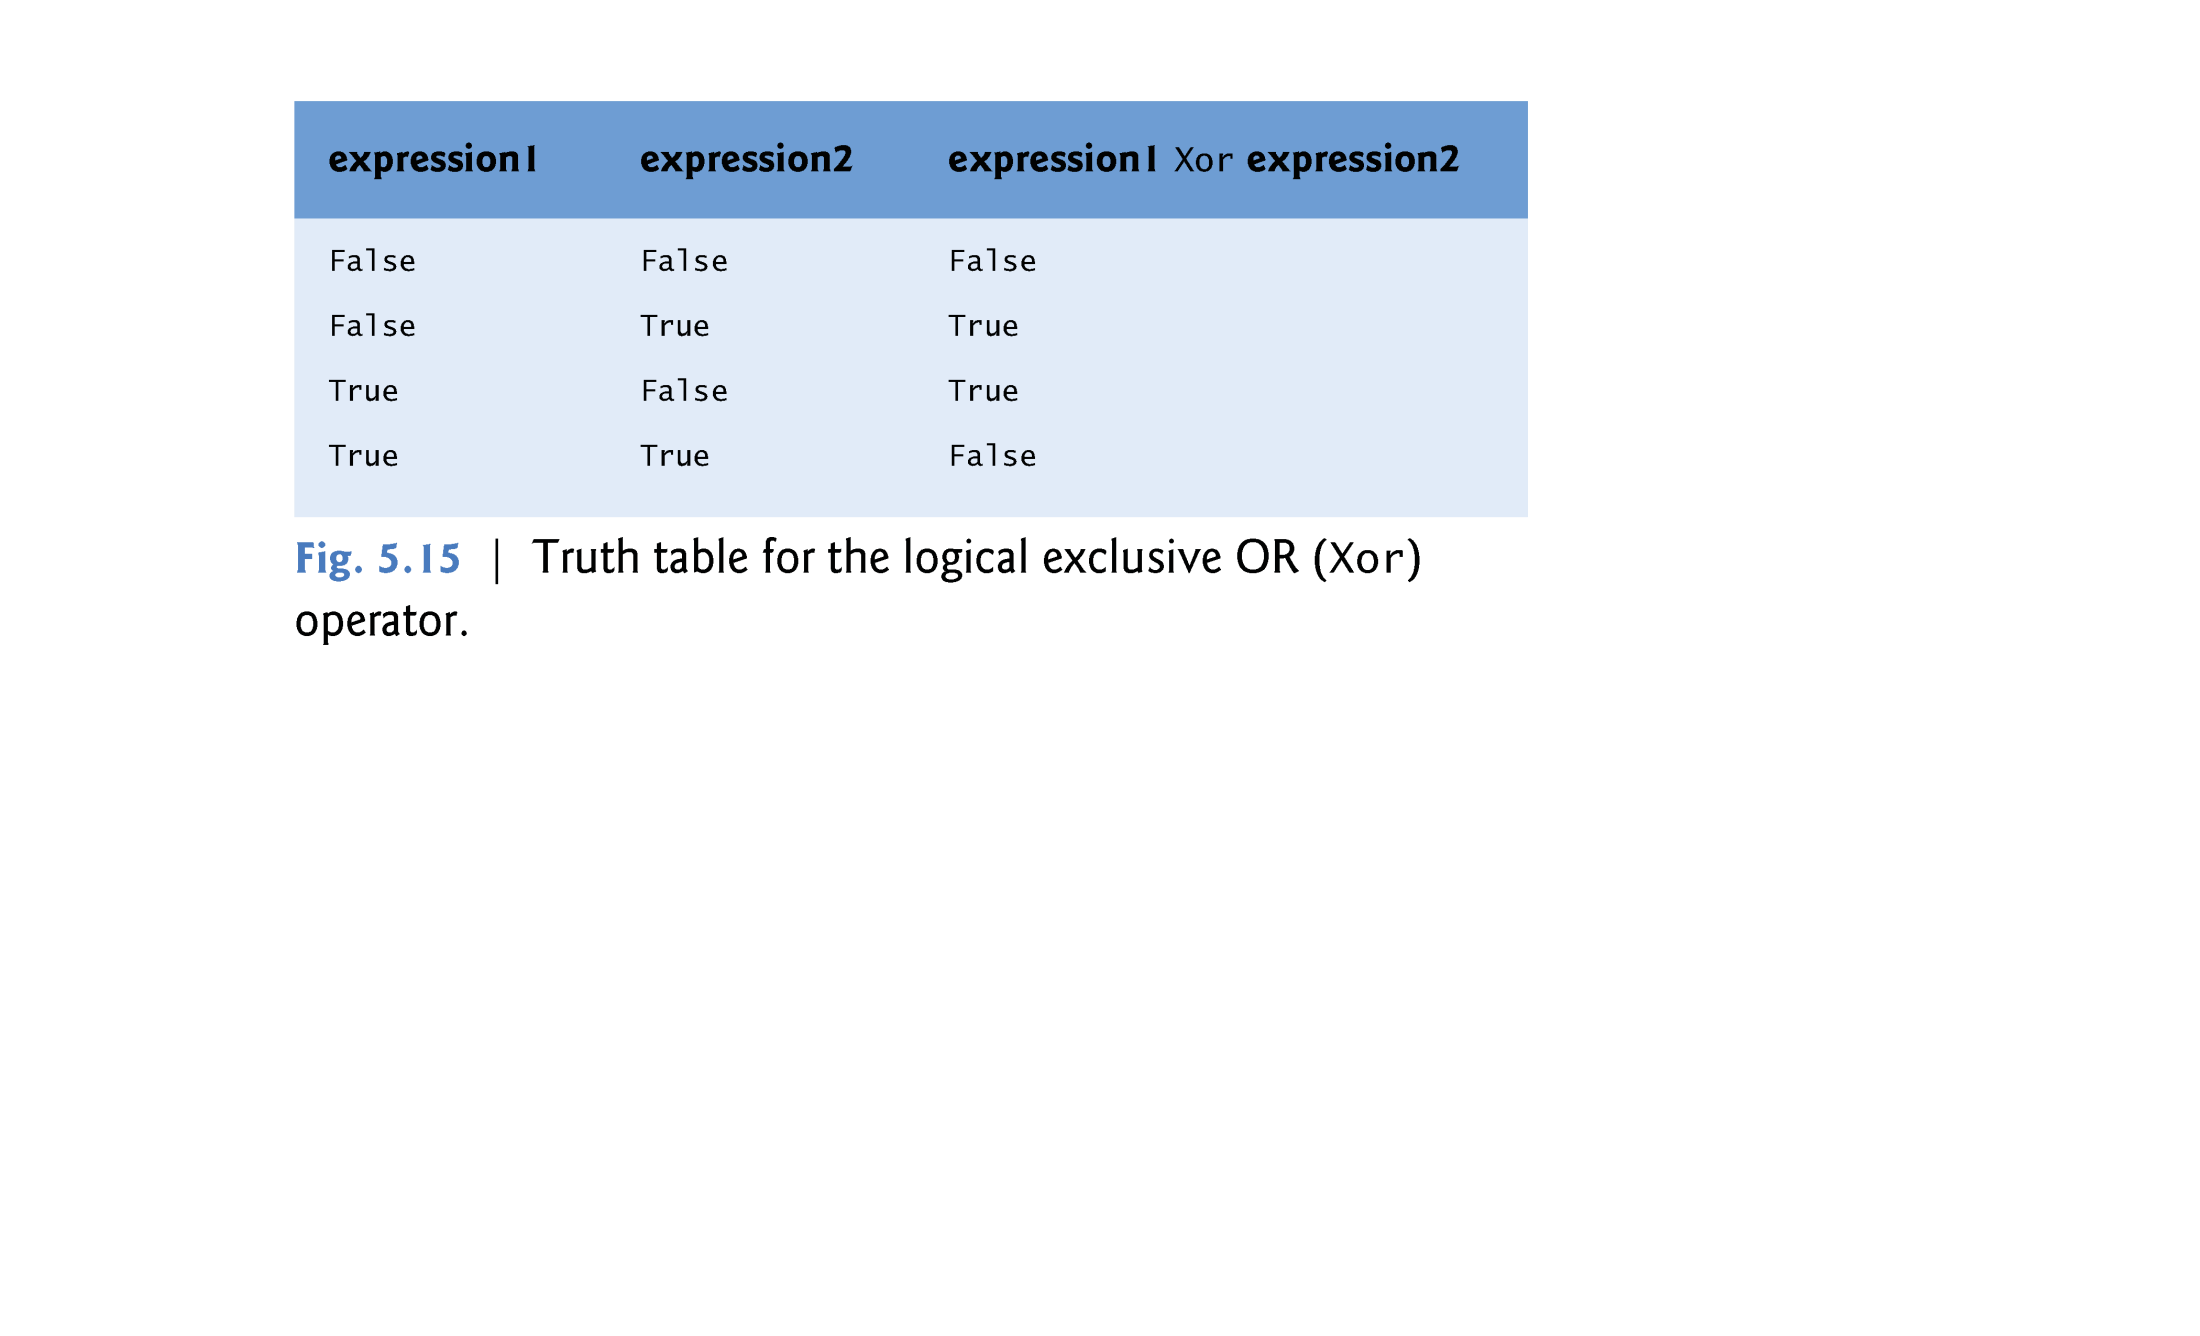 expression1 expression2 expression1 Xor expression2
False False False
False True True
True False True
True True False
Fig. 5.15 | Truth table for the logical exclusive OR (Xor)
operator.